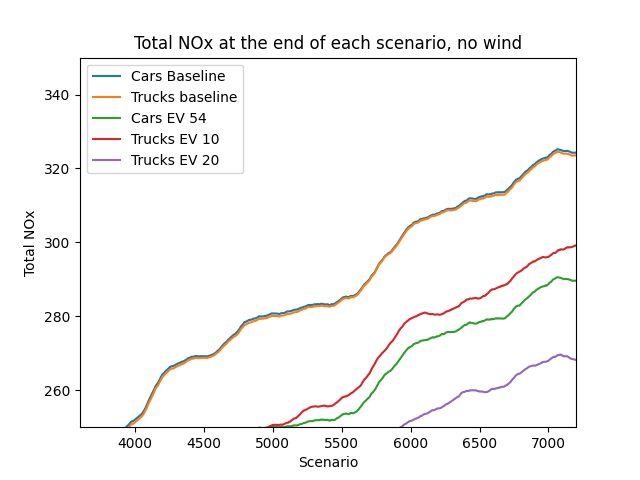 Total NOx at the end of each scenario, no wind
Cars Baseline
Trucks baseline
Cars EV 54
Trucks EV 10
Trucks EV 20
340
320
300
280
260
Total NOx
4000 4500 5000 5500 6000 6500 7000
Scenario